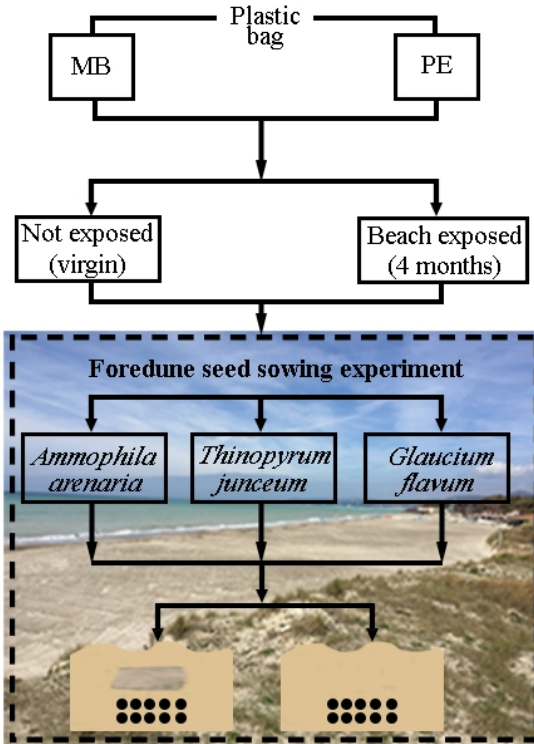 Plastic
bag
MB
PE
Not exposed
(virgin)
Beach exposed
(4 months)
Foredune seed sowing experiment
Ammophila
arenaria
Thinopyrum
junceum
Glaucium
flavum